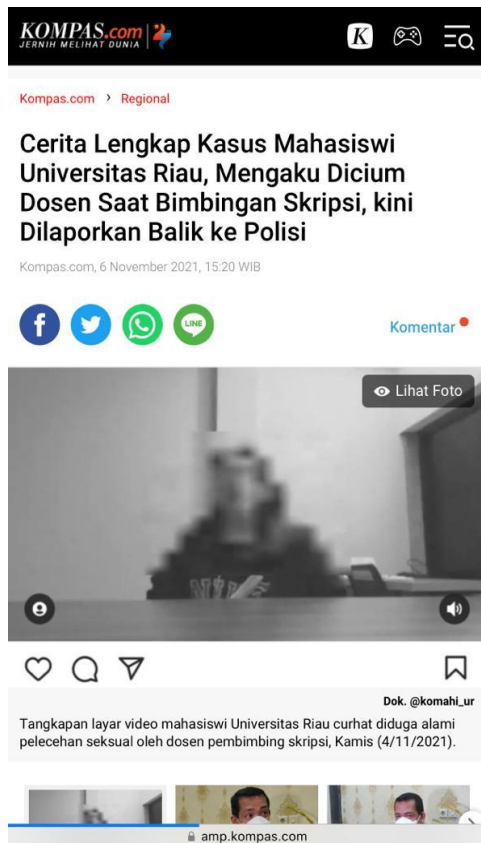 KOMPAS.com
JERNIH MELIHAT DUNIA
K
Kompas.com > Regional
Cerita Lengkap Kasus Mahasiswi
Universitas Riau, Mengaku Dicium
Dosen Saat Bimbingan Skripsi, kini
Dilaporkan Balik ke Polisi
Kompas.com, 6 November 2021, 15:20 WIB
LINE
Komentar
Lihat Foto
Dok. @komahi_ur
Tangkapan layar video mahasiswi Universitas Riau curhat diduga alami
pelecehan seksual oleh dosen pembimbing skripsi, Kamis (4/11/2021).
amp.kompas.com